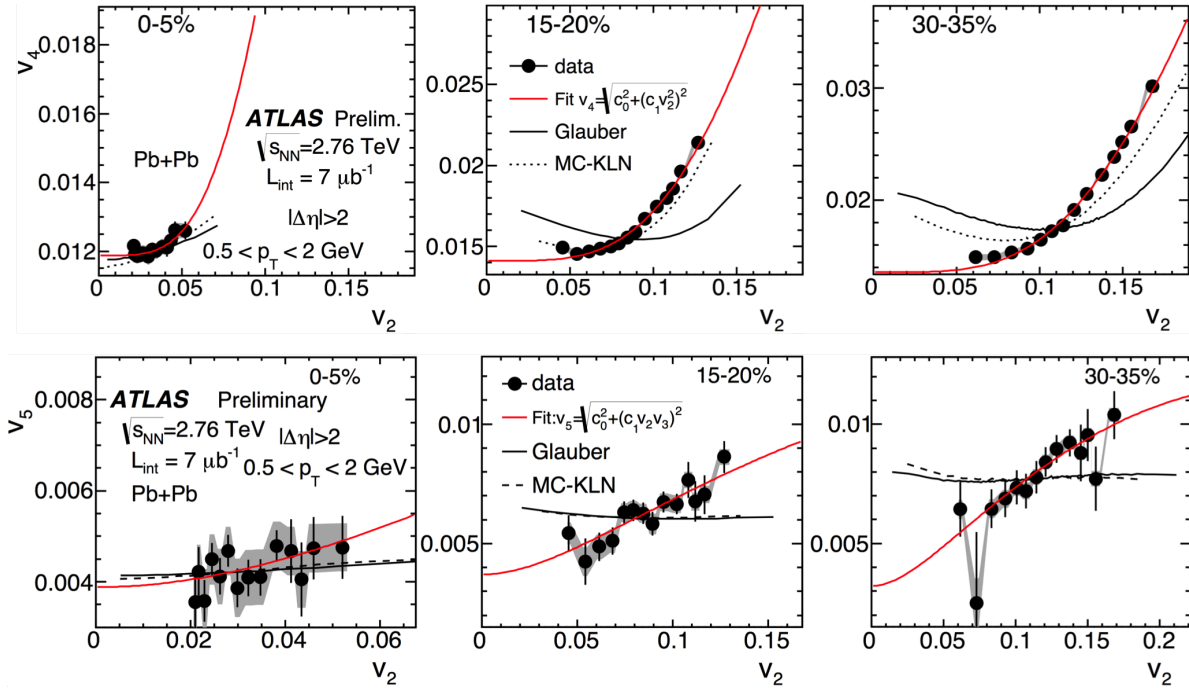 0-5%
v4
0.018
0.016
0.014
0.012
ATLAS Prelim.
√sNN=2.76 TeV
Pb+Pb
Lint = 7 μb-1
|Δη|>2
0.5 < pT < 2 GeV
0 0.05 0.1 0.15
v2
15-20%
0.025
0.02
0.015
data
Fit v4=√c0^2+(c1v2^2)^2
Glauber
MC-KLN
0 0.05 0.1 0.15
v2
30-35%
0.03
0.02
0 0.05 0.1 0.15
v2
0-5%
v5
0.008
0.006
0.004
ATLAS Preliminary
√sNN=2.76 TeV |Δη|>2
Lint = 7 μb-1 0.5 < pT < 2 GeV
Pb+Pb
0 0.02 0.04 0.06
v2
15-20%
0.01
0.005
data
Fit:v5=√c0^2+(c1v2v3)^2
Glauber
MC-KLN
0 0.05 0.1 0.15
v2
30-35%
0.01
0.005
0 0.05 0.1 0.15 0.2
v2